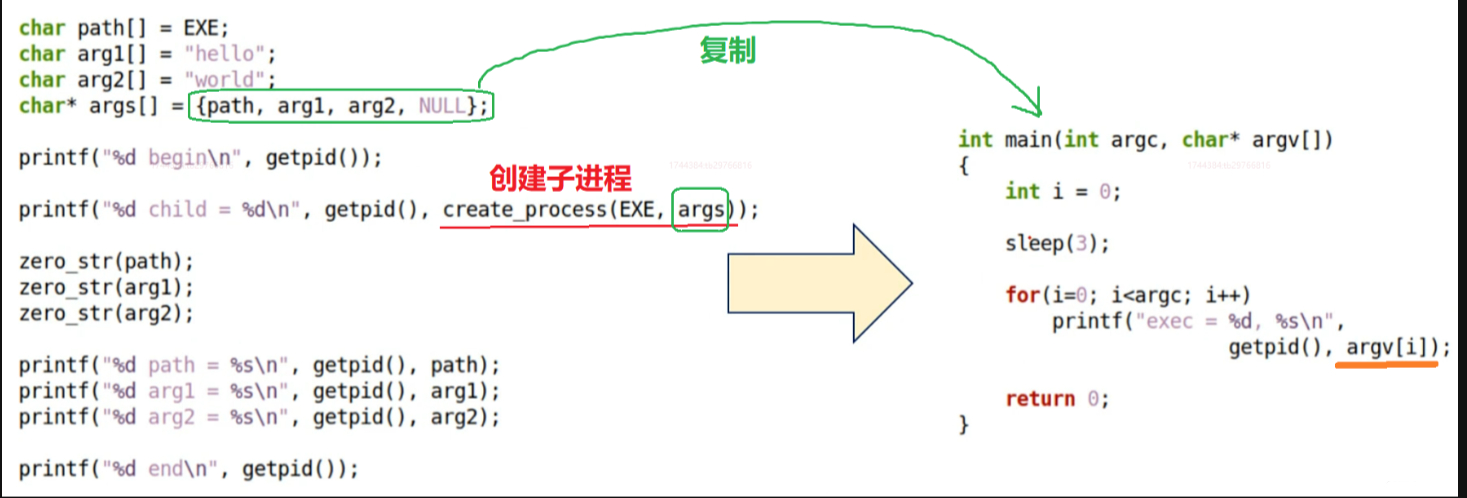 char path[] = EXE;
char arg1[] = "hello";
char arg2[] = "world";
char* args[] = {path, arg1, arg2, NULL};
printf("%d begin\n", getpid());
创建子进程
printf("%d child = %d\n", getpid(), create_process(EXE, args));
zero_str(path);
zero_str(arg1);
zero_str(arg2);
printf("%d path = %s\n", getpid(), path);
printf("%d arg1 = %s\n", getpid(), arg1);
printf("%d arg2 = %s\n", getpid(), arg2);
printf("%d end\n", getpid());
复制
int main(int argc, char* argv[])
{
int i = 0;
sleep(3);
for(i=0; i<argc; i++)
printf("exec = %d, %s\n",
getpid(), argv[i]);
return 0;
}